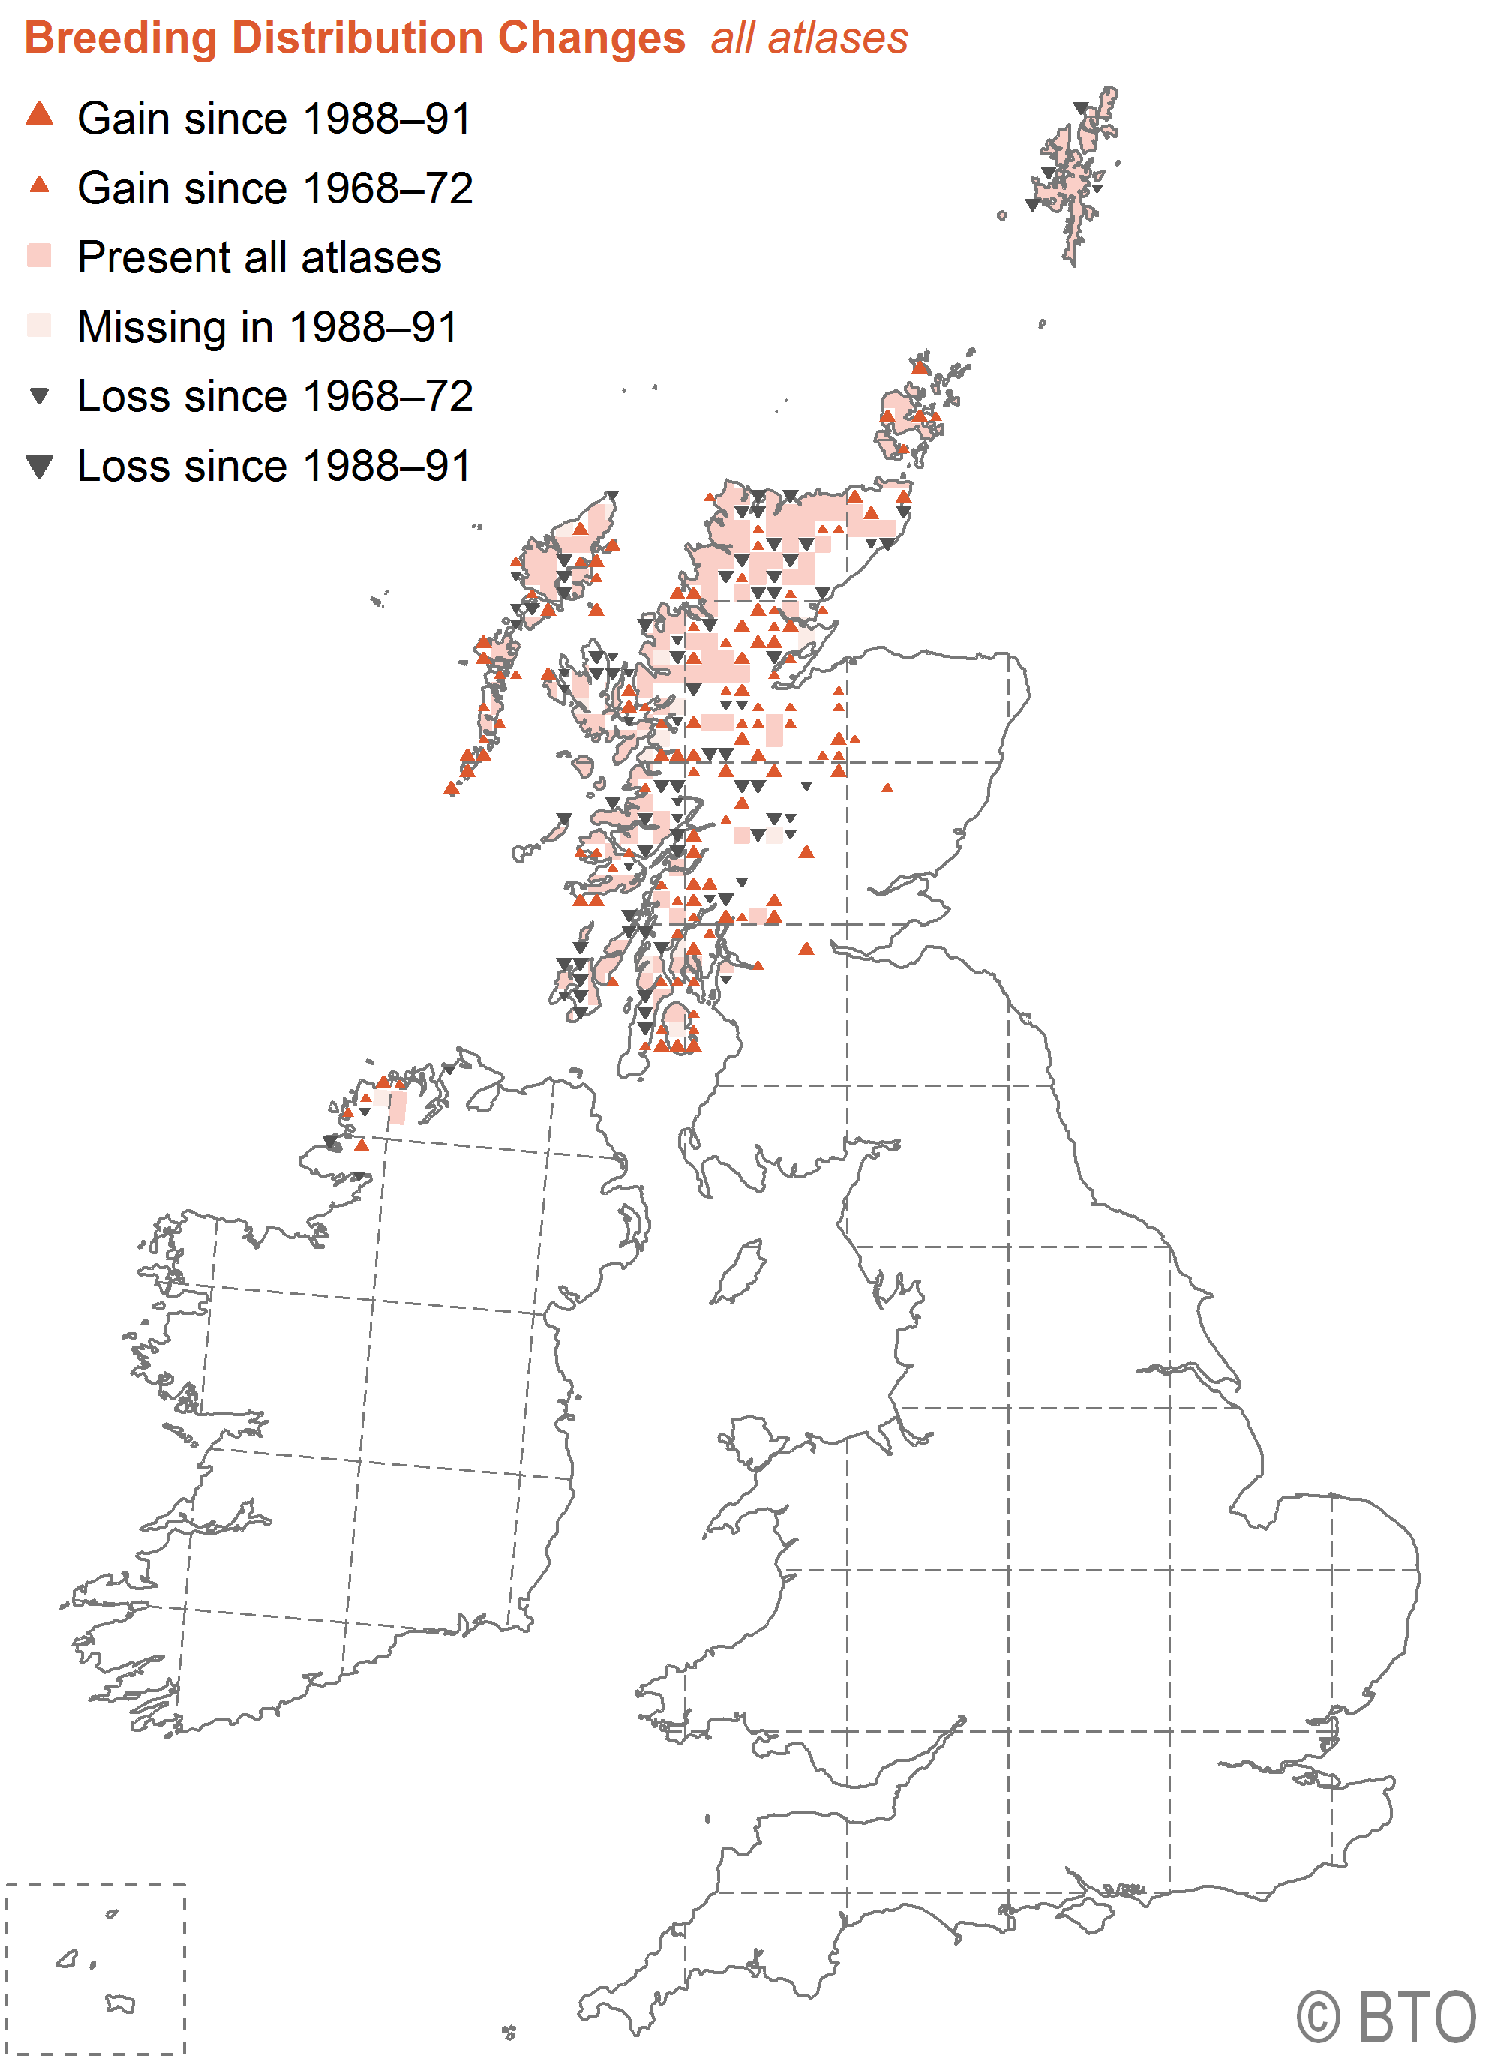 Breeding Distribution Changes all atlases
Gain since 1988–91
Gain since 1968–72
Present all atlases
Missing in 1988–91
Loss since 1968–72
Loss since 1988–91
© BTO